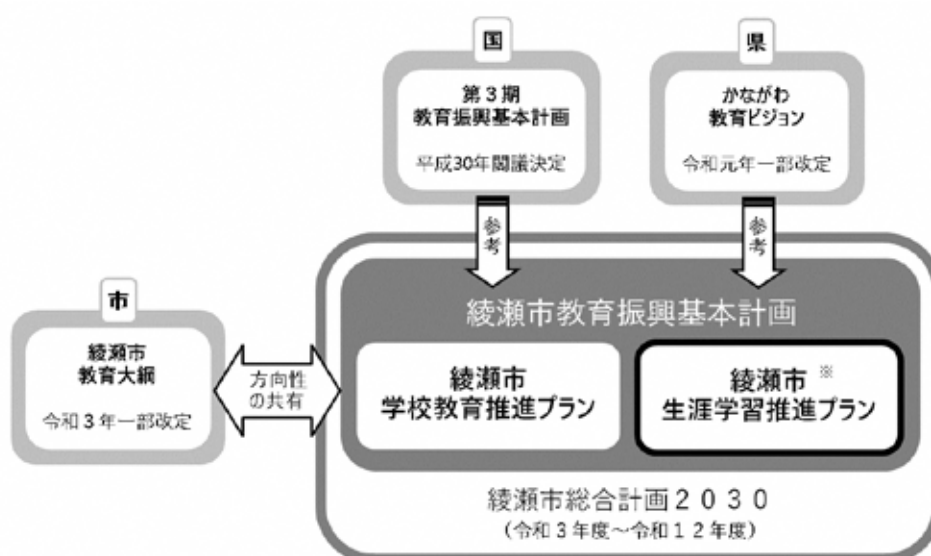 国
第３期
教育振興基本計画
平成30年閣議決定
県
かながわ
教育ビジョン
令和元年一部改定
参考
参考
市
綾瀬市
教育大綱
令和３年一部改定
方向性
の共有
綾瀬市教育振興基本計画
綾瀬市
学校教育推進プラン
綾瀬市 ※
生涯学習推進プラン
綾瀬市総合計画２０３０
（令和３年度～令和１２年度）